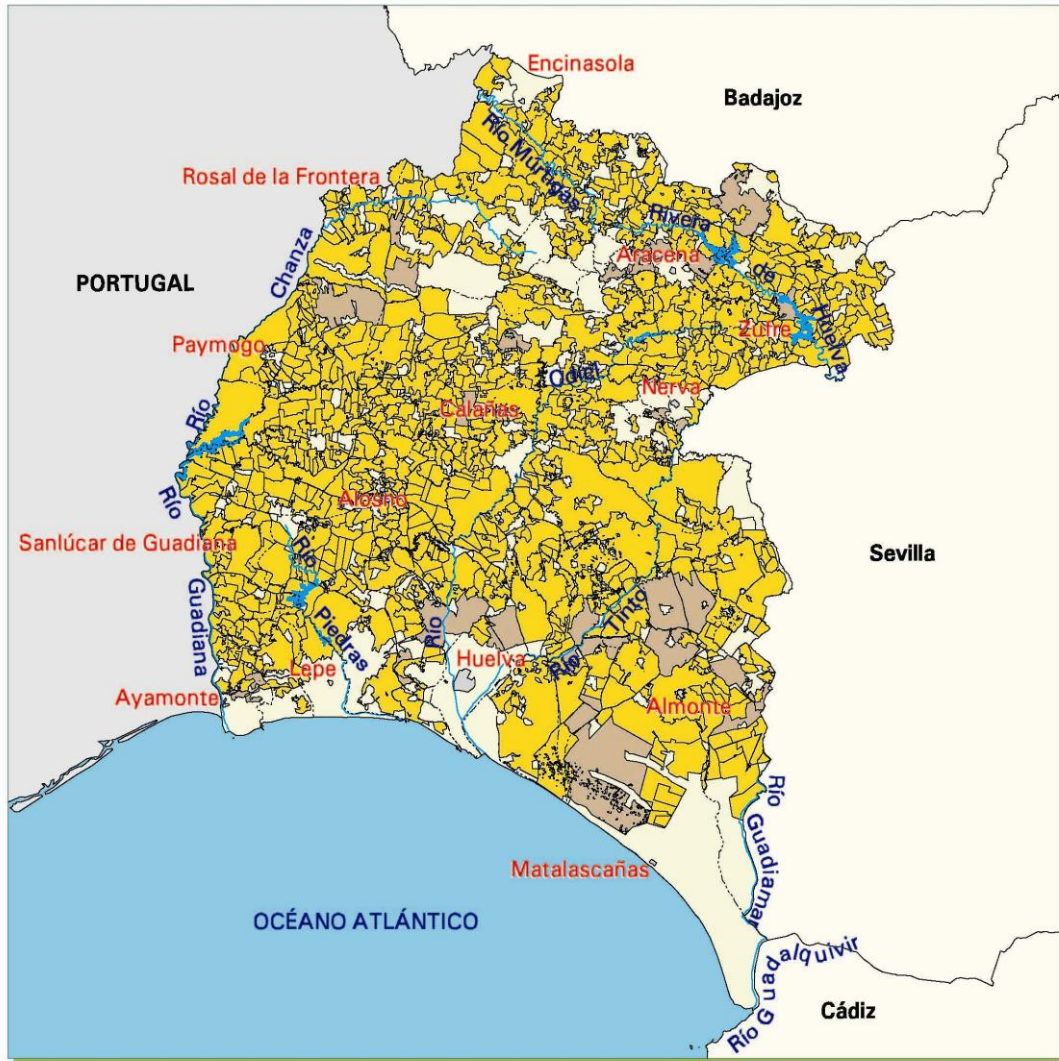 Encinasola
Badajoz
Río Múrtigas
Rosal de la Frontera
Rivera de Huelva
Chanza
Aracena
PORTUGAL
Zufre
Paymogo
Odiel
Nerva
Calañas
Río
Río
Alosno
Sanlúcar de Guadiana
Río
Sevilla
Guadiana
Piedras
Río
Río Tinto
Huelva
Lepe
Ayamonte
Almonte
Río Guadiamar
Matalascañas
OCÉANO ATLÁNTICO
Río Guadalquivir
Cádiz